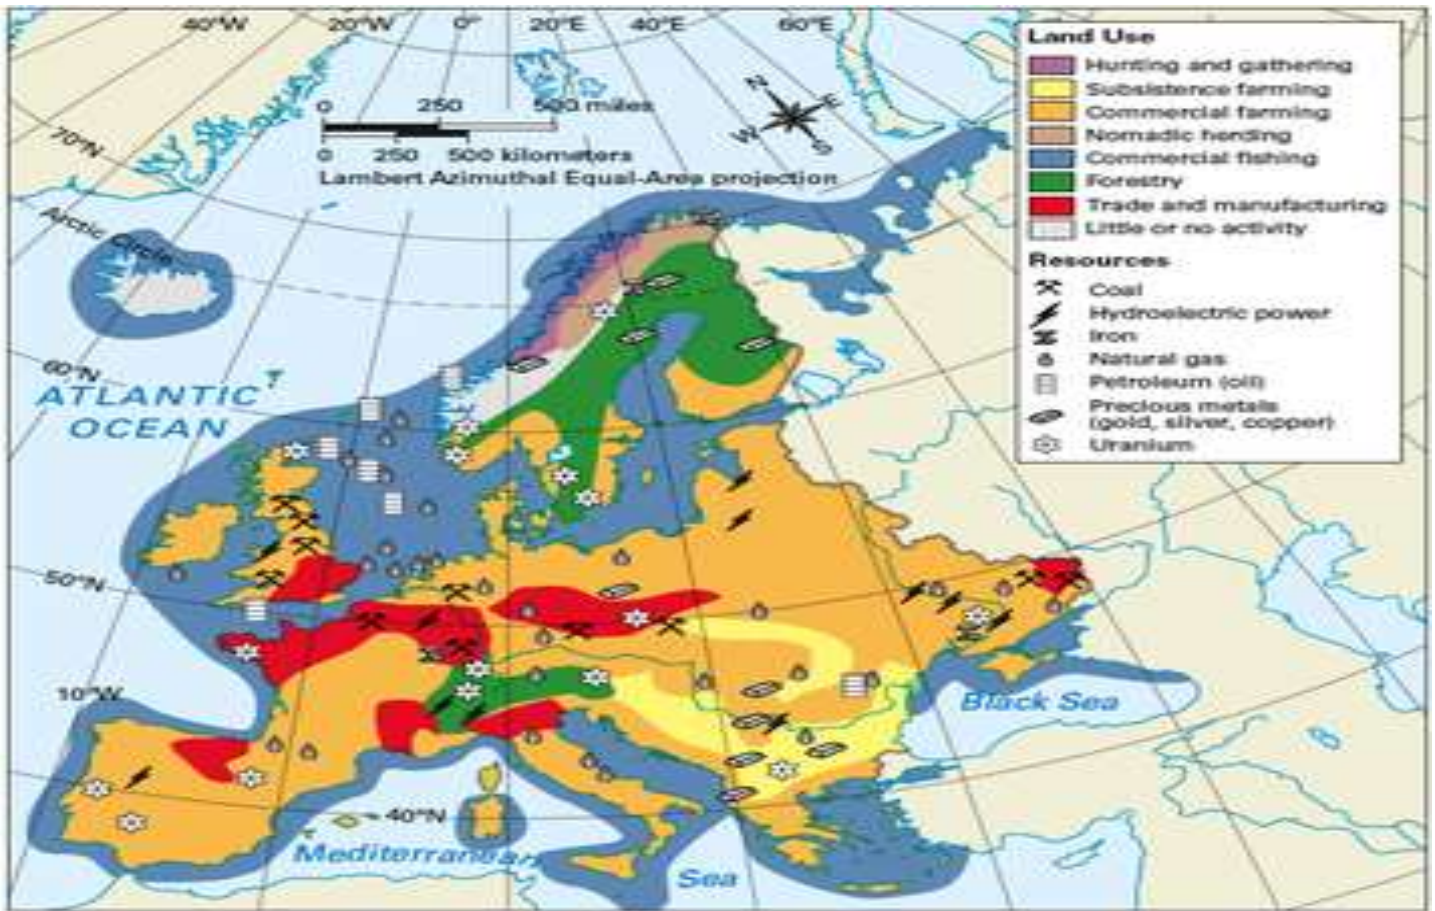 40°W 20°W 0° 20°E 40°E 60°E
70°N
0 250 500 miles
0 250 500 kilometers
Lambert Azimuthal Equal-Area projection
N
E
W
S
Land Use
Hunting and gathering
Subsistence farming
Commercial farming
Nomadic herding
Commercial fishing
Forestry
Trade and manufacturing
Little or no activity
Resources
Coal
Hydroelectric power
Iron
Natural gas
Petroleum (oil)
Precious metals
(gold, silver, copper)
Uranium
Arctic Circle
60°N
ATLANTIC
OCEAN
50°N
10°W
Black Sea
40°N
Mediterranean
Sea